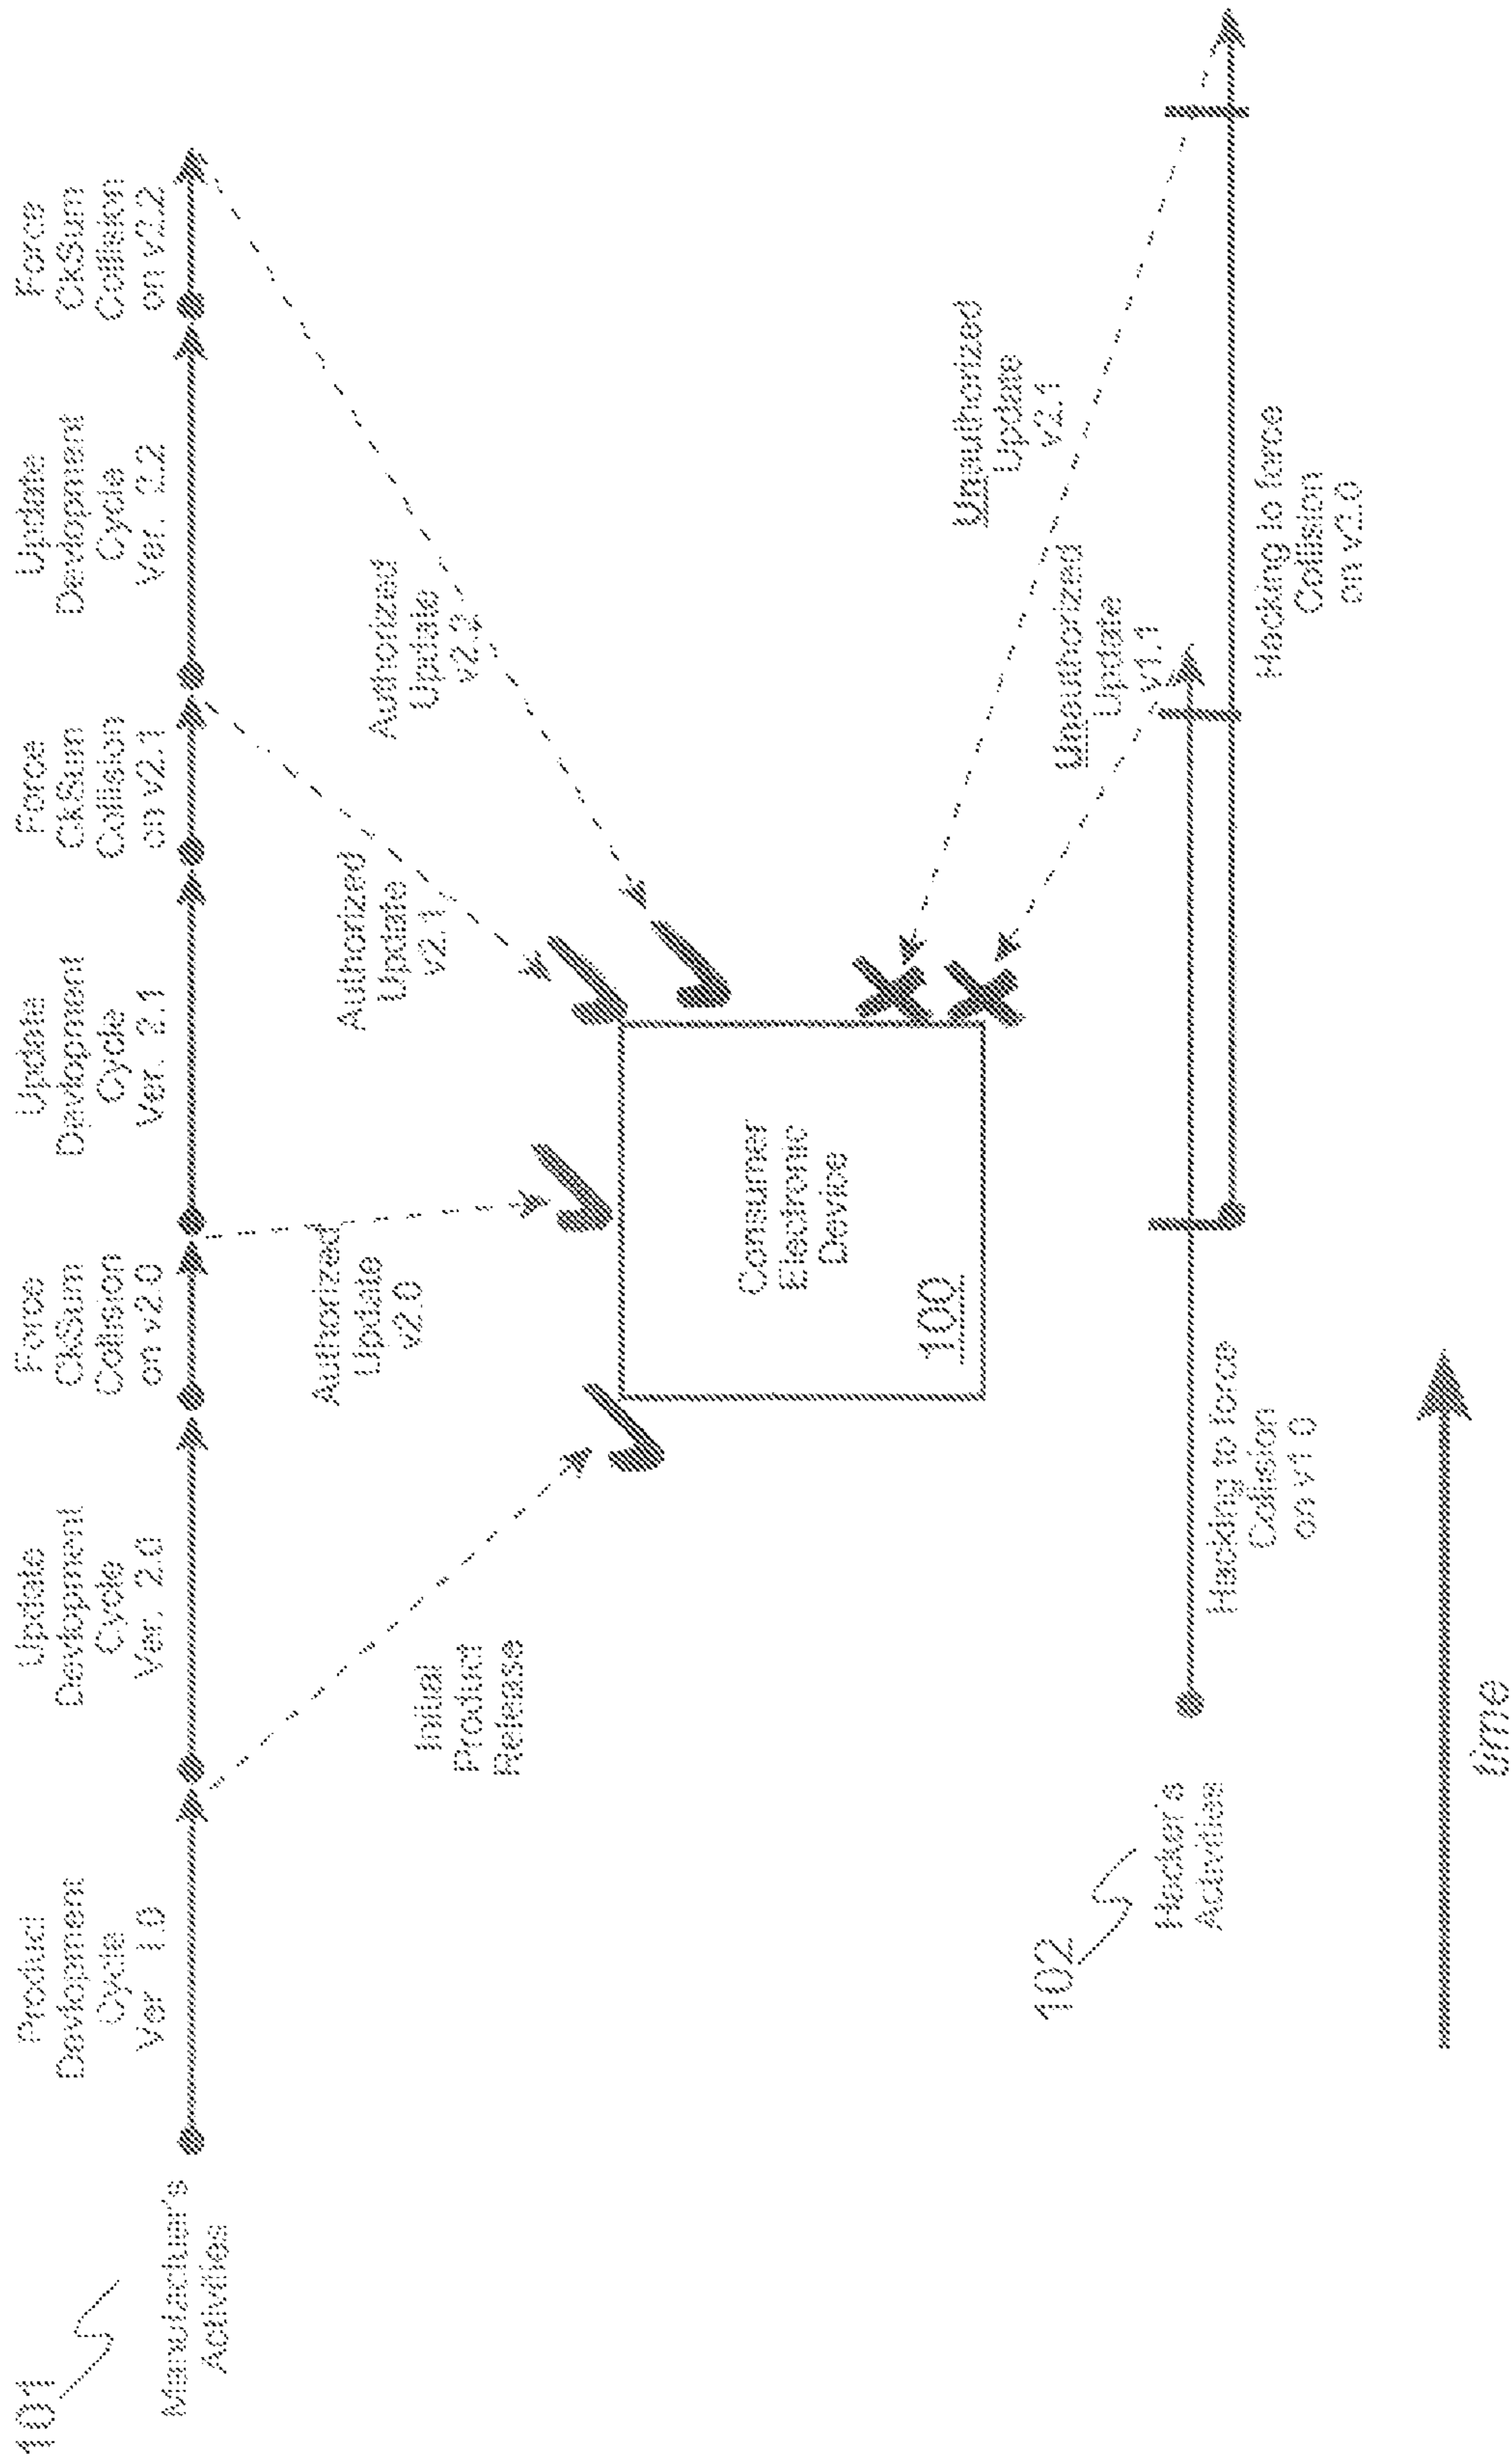 101
Manufacturer's
Activities
Product
Devlopment
Cycle
Ver 1.0
Update
Devlopment
Cycle
Ver. 2.0
Force
CkSum
Collision
on v2.0
Update
Devlopment
Cycle
Ver. 2.1
Force
CkSum
Collision
on v2.1
Update
Devlopment
Cycle
Ver. 2.2
Force
CkSum
Collision
on v2.2
Initial
Product
Release
Authorized
Update
v2.0
Authorized
Update
v2.1
Authorized
Update
v2.2
Consumer
Electronic
Device
100
Unauthorized
Update
v2.1
Unauthorized
Update
v1.1
102
Hacker's
Activities
Hacking to force
Collision
on v1.0
Hacking to force
Collision
on v2.0
time